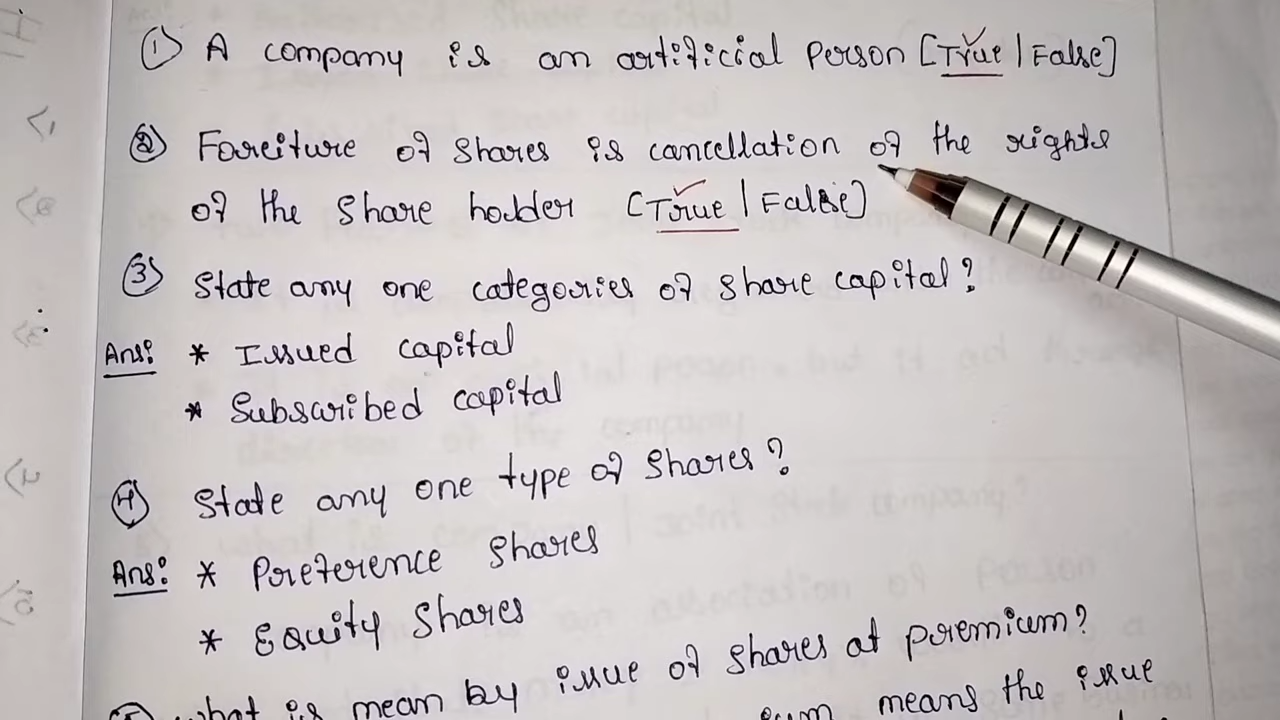 ① A company is an artificial person [True | False]
② Foreiture of shares is cancellation of the rights
of the share holder [True | False]
③ State any one categories of share capital?
Ans: * Issued capital
* Subscribed capital
④ State any one type of shares?
Ans: * Preference shares
* Equity shares
⑤ what is mean by issue of shares at premium?
means the issue